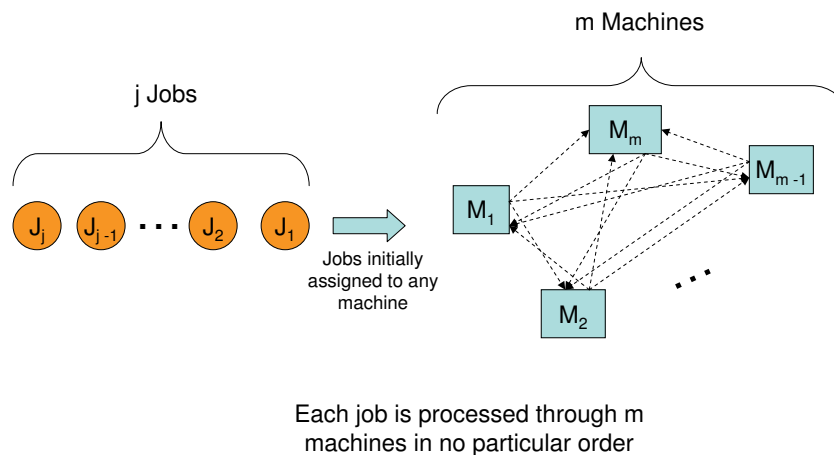 m Machines
j Jobs
Mₘ
Mₘ₋₁
M₁
Jⱼ Jⱼ₋₁ ··· J₂ J₁
Jobs initially
assigned to any
machine
M₂
...
Each job is processed through m
machines in no particular order